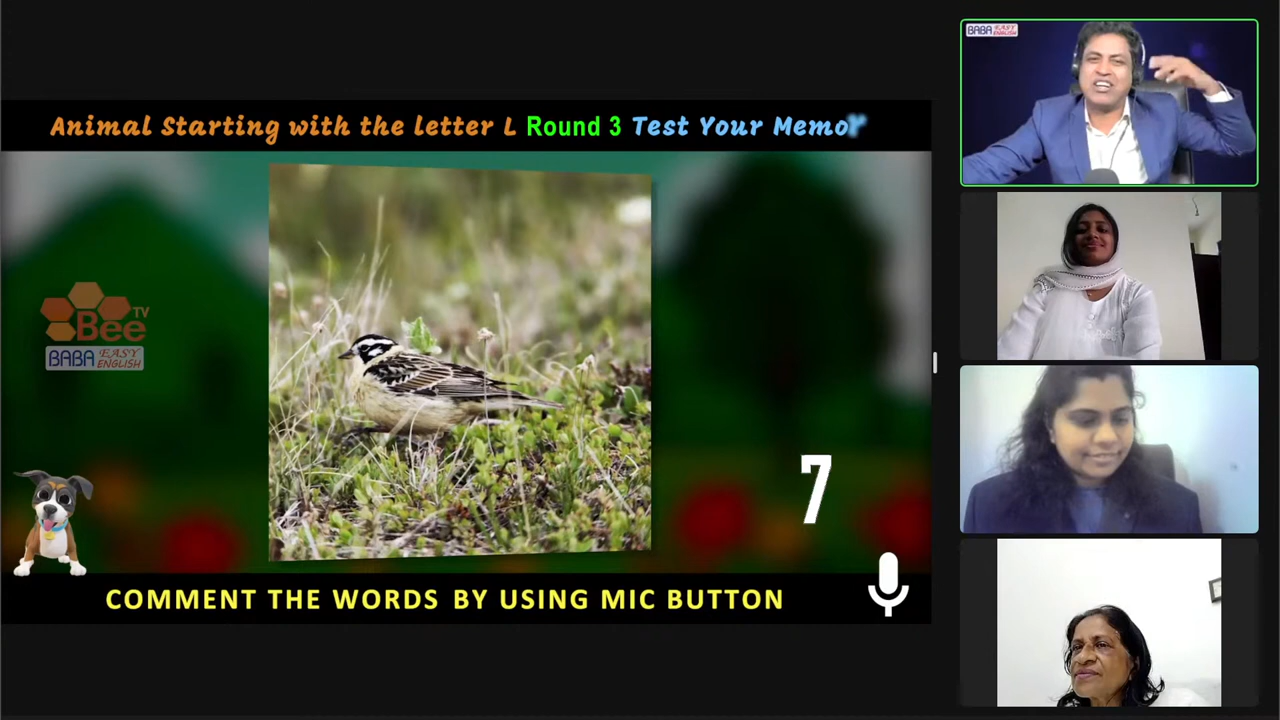 Animal Starting with the letter L Round 3 Test Your Memor
Bee TV
BABA EASY ENGLISH
7
COMMENT THE WORDS BY USING MIC BUTTON
BABA EASY ENGLISH